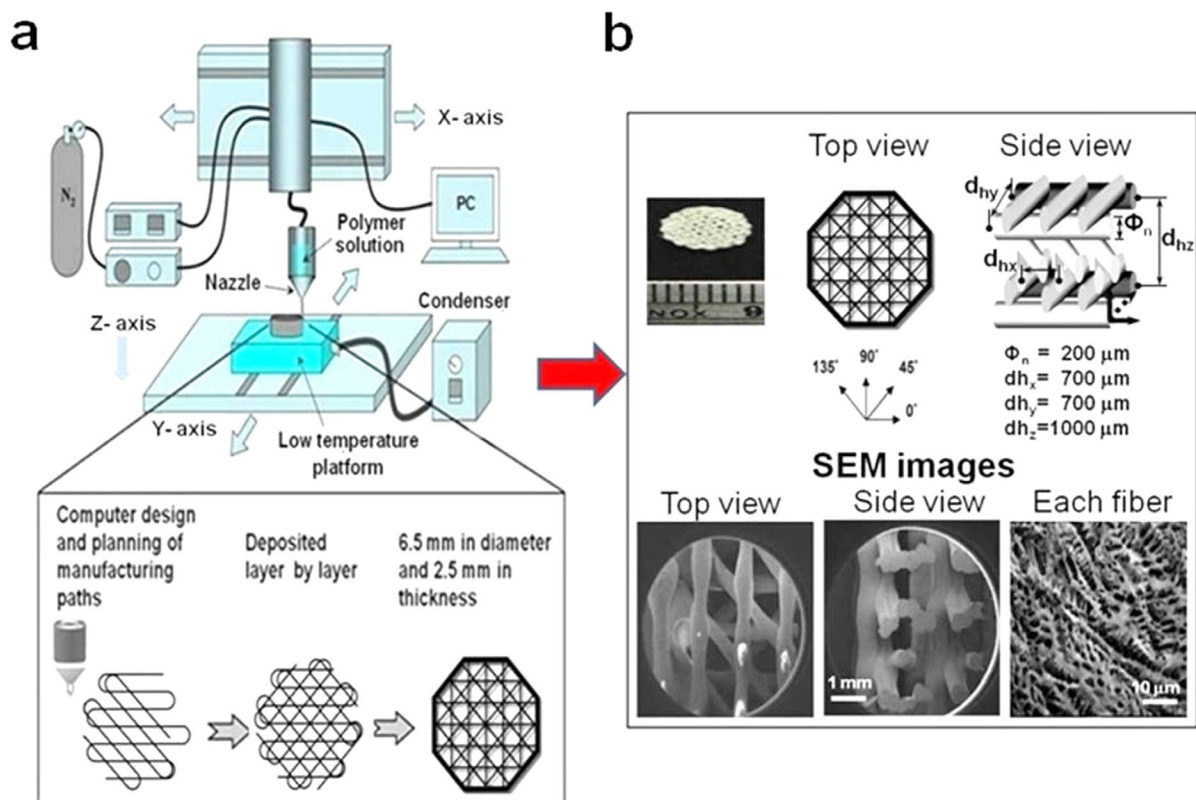 a
X- axis
N₂
PC
Polymer
solution
Nazzle
Condenser
Z- axis
Y- axis
Low temperature
platform
Computer design
and planning of
manufacturing
paths
Deposited
layer by layer
6.5 mm in diameter
and 2.5 mm in
thickness
b
Top view
Side view
dhy
Φn
dhz
dhx
NOX 9
135°
90°
45°
0°
Φn = 200 µm
dhx= 700 µm
dhy= 700 µm
dhz=1000 µm
SEM images
Top view
Side view
Each fiber
1 mm
10 µm